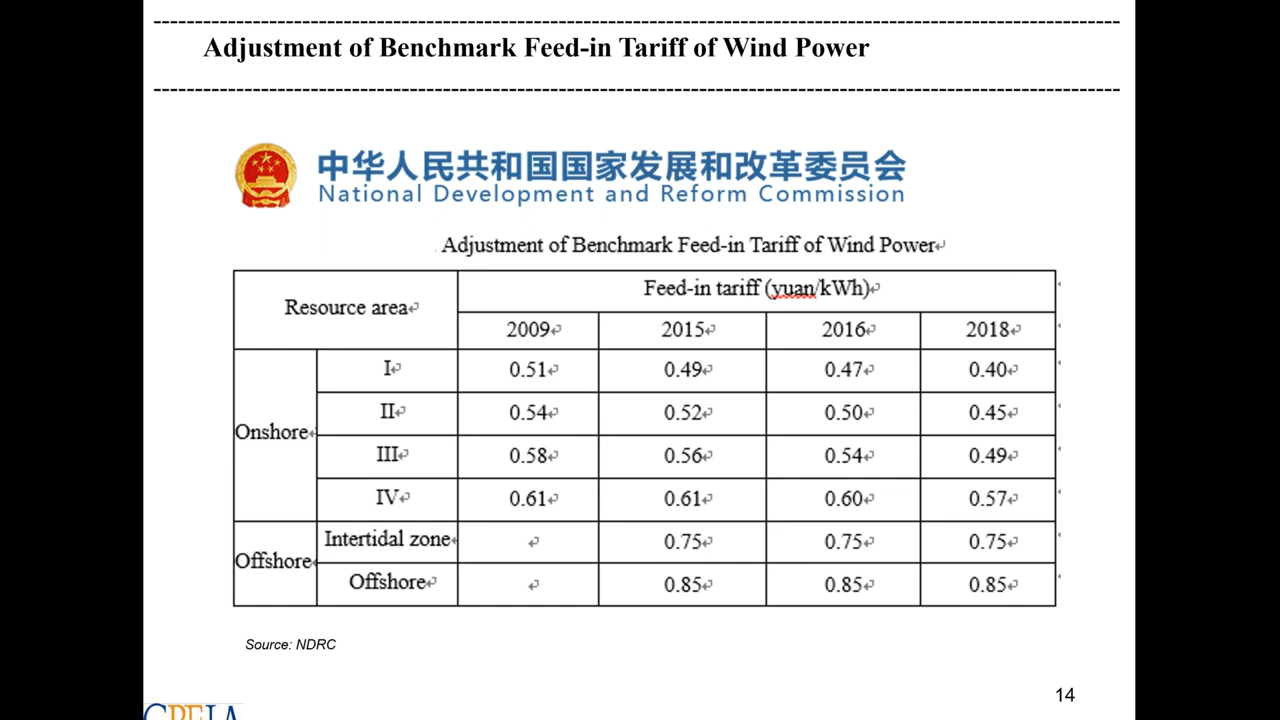 Adjustment of Benchmark Feed-in Tariff of Wind Power
中华人民共和国国家发展和改革委员会
National Development and Reform Commission
Adjustment of Benchmark Feed-in Tariff of Wind Power
Resource area Feed-in tariff (yuan/kWh)
2009 2015 2016 2018
Onshore I 0.51 0.49 0.47 0.40
II 0.54 0.52 0.50 0.45
III 0.58 0.56 0.54 0.49
IV 0.61 0.61 0.60 0.57
Offshore Intertidal zone 0.75 0.75 0.75
Offshore 0.85 0.85 0.85
Source: NDRC
14